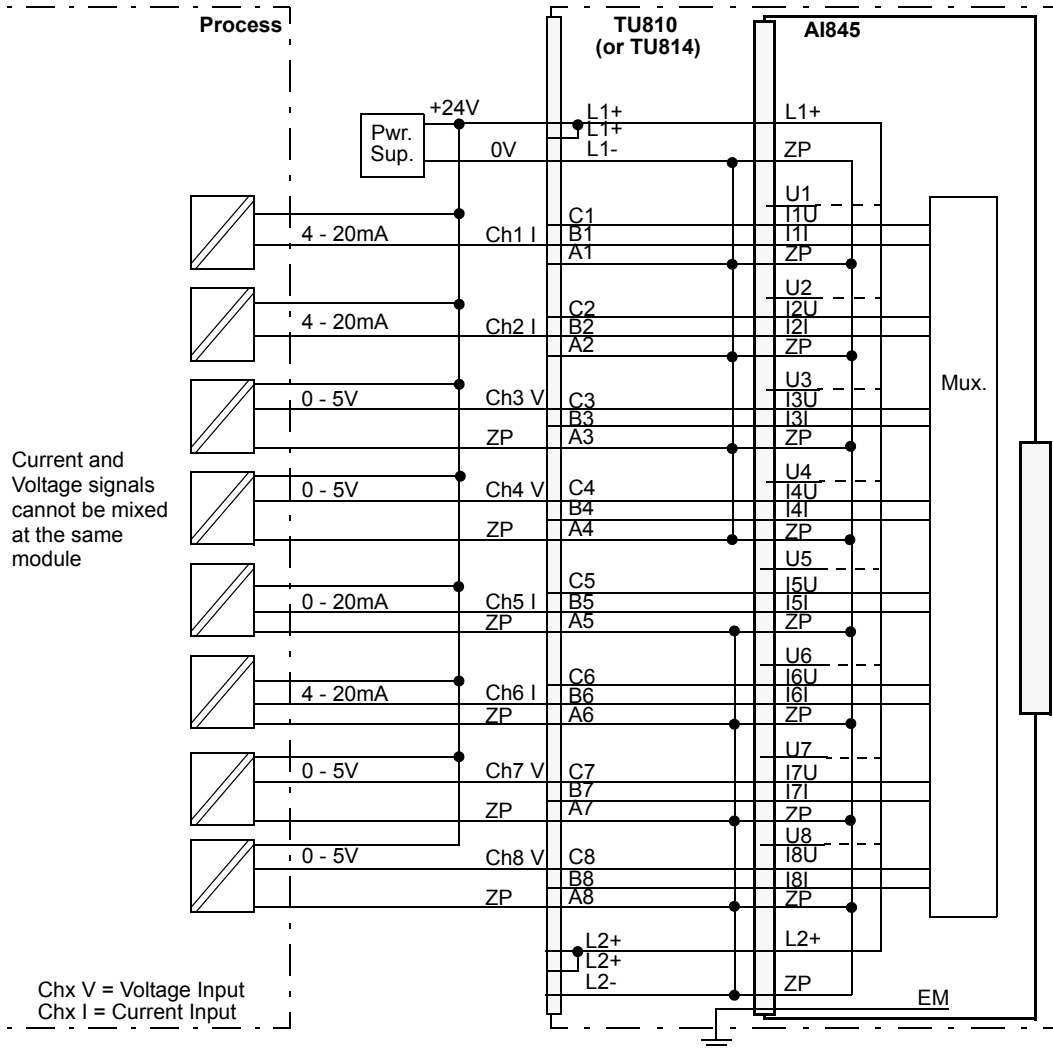 Process
TU810
(or TU814)
AI845
+24V
L1+
L1+
L1+
Pwr.
Sup.
0V
L1-
ZP
U1
C1
I1U
4 - 20mA
Ch1 I
B1
I1I
A1
ZP
U2
C2
I2U
4 - 20mA
Ch2 I
B2
I2I
A2
ZP
U3
Mux.
0 - 5V
Ch3 V
C3
I3U
B3
I3I
ZP
A3
ZP
Current and
Voltage signals
cannot be mixed
at the same
module
U4
0 - 5V
Ch4 V
C4
I4U
B4
I4I
ZP
A4
ZP
U5
C5
I5U
0 - 20mA
Ch5 I
B5
I5I
ZP
A5
ZP
U6
C6
I6U
4 - 20mA
Ch6 I
B6
I6I
ZP
A6
ZP
U7
0 - 5V
Ch7 V
C7
I7U
B7
I7I
ZP
A7
ZP
U8
0 - 5V
Ch8 V
C8
I8U
B8
I8I
ZP
A8
ZP
L2+
L2+
L2+
L2-
ZP
Chx V = Voltage Input
Chx I = Current Input
EM